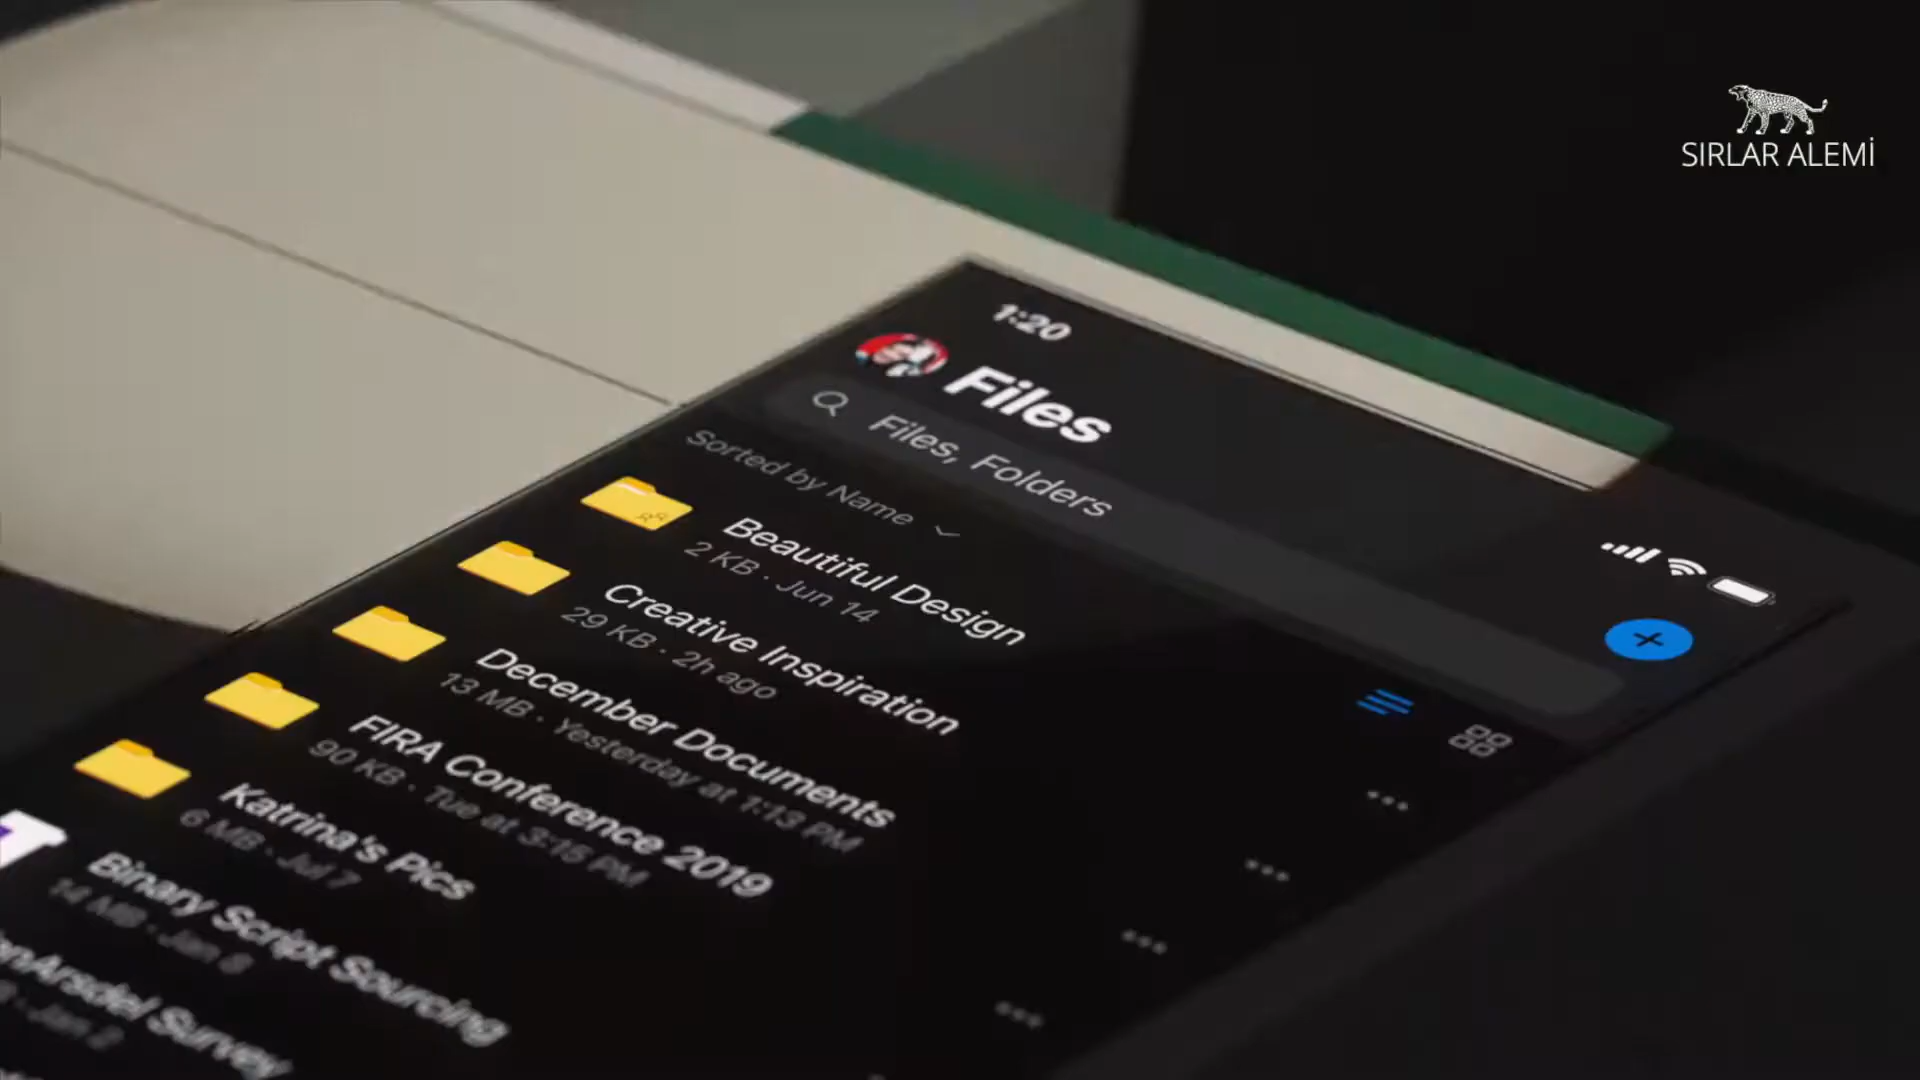 SIRLAR ALEMİ
1:20
Files
Files, Folders
Sorted by Name
Beautiful Design
2 KB · Jun 14
Creative Inspiration
29 KB · 2h ago
December Documents
13 MB · Yesterday at 1:13 PM
FIRA Conference 2019
90 KB · Tue at 3:15 PM
Katrina's Pics
6 MB · Jul 7
Binary Script Sourcing
14 MB · Jan 8
Survey
Jan 2